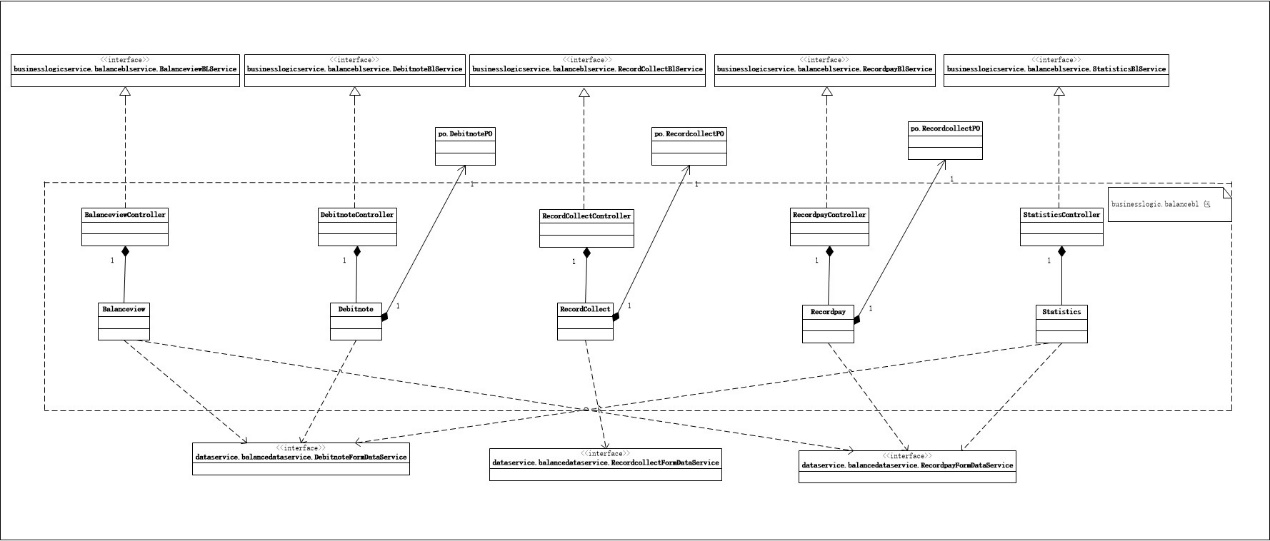 <<interface>>
businesslogicservice.balanceblservice.BalanceviewBLService
<<interface>>
businesslogicservice.balanceblservice.DebitnoteBlService
<<interface>>
businesslogicservice.balanceblservice.RecordCollectBlService
<<interface>>
businesslogicservice.balanceblservice.RecordpayBlService
<<interface>>
businesslogicservice.balanceblservice.StatisticsBlService
po.DebitnotePO
po.RecordcollectPO
po.RecordcollectPO
1
1
1
businesslogic.balancebl 包
BalanceviewController
DebitnoteController
RecordCollectController
RecordpayController
StatisticsController
1
1
1
1
1
Balanceview
Debitnote
1
RecordCollect
1
Recordpay
1
Statistics
<<interface>>
dataservice.balancedataservice.DebitnoteFormDataService
<<interface>>
dataservice.balancedataservice.RecordcollectFormDataService
<<interface>>
dataservice.balancedataservice.RecordpayFormDataService